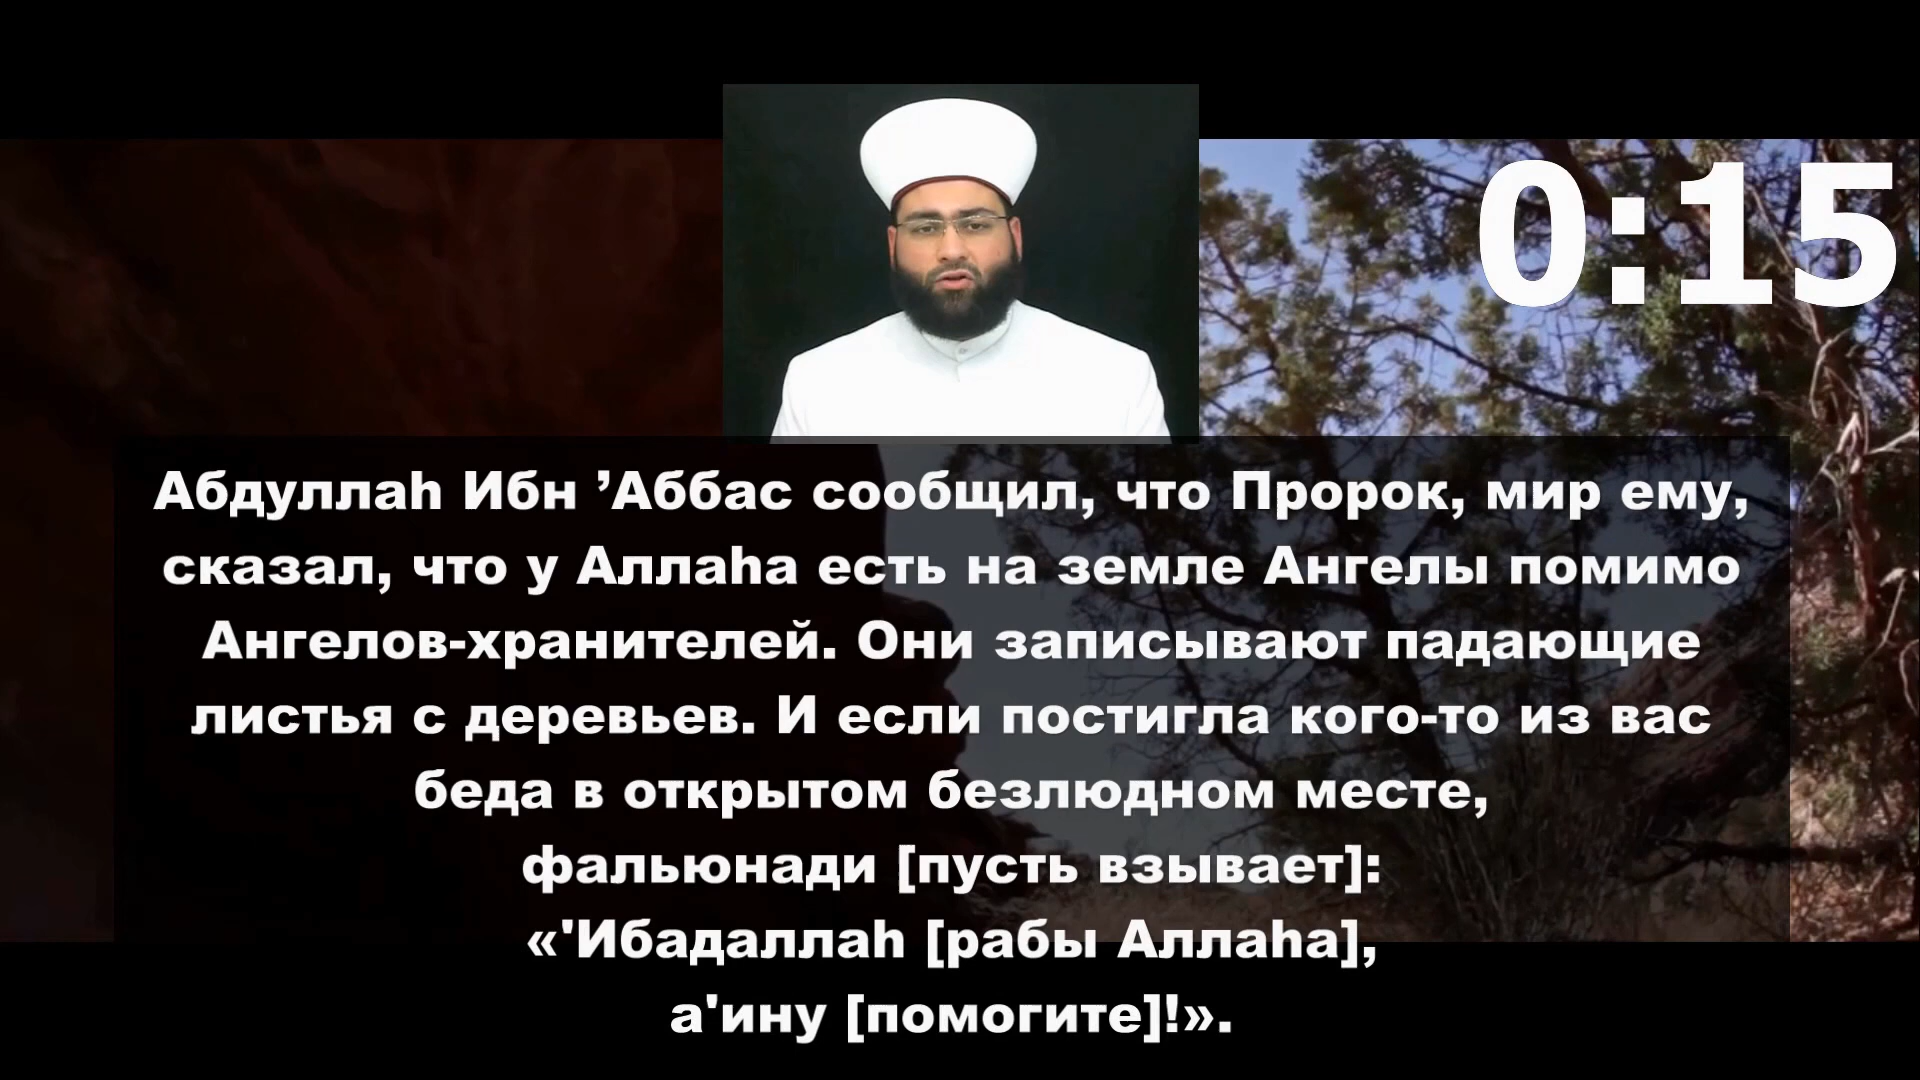 0:15
Абдуллаh Ибн ’Аббас сообщил, что Пророк, мир ему,
сказал, что у Аллаhа есть на земле Ангелы помимо
Ангелов-хранителей. Они записывают падающие
листья с деревьев. И если постигла кого-то из вас
беда в открытом безлюдном месте,
фальюнади [пусть взывает]:
«'Ибадаллаh [рабы Аллаhа],
а'ину [помогите]!».